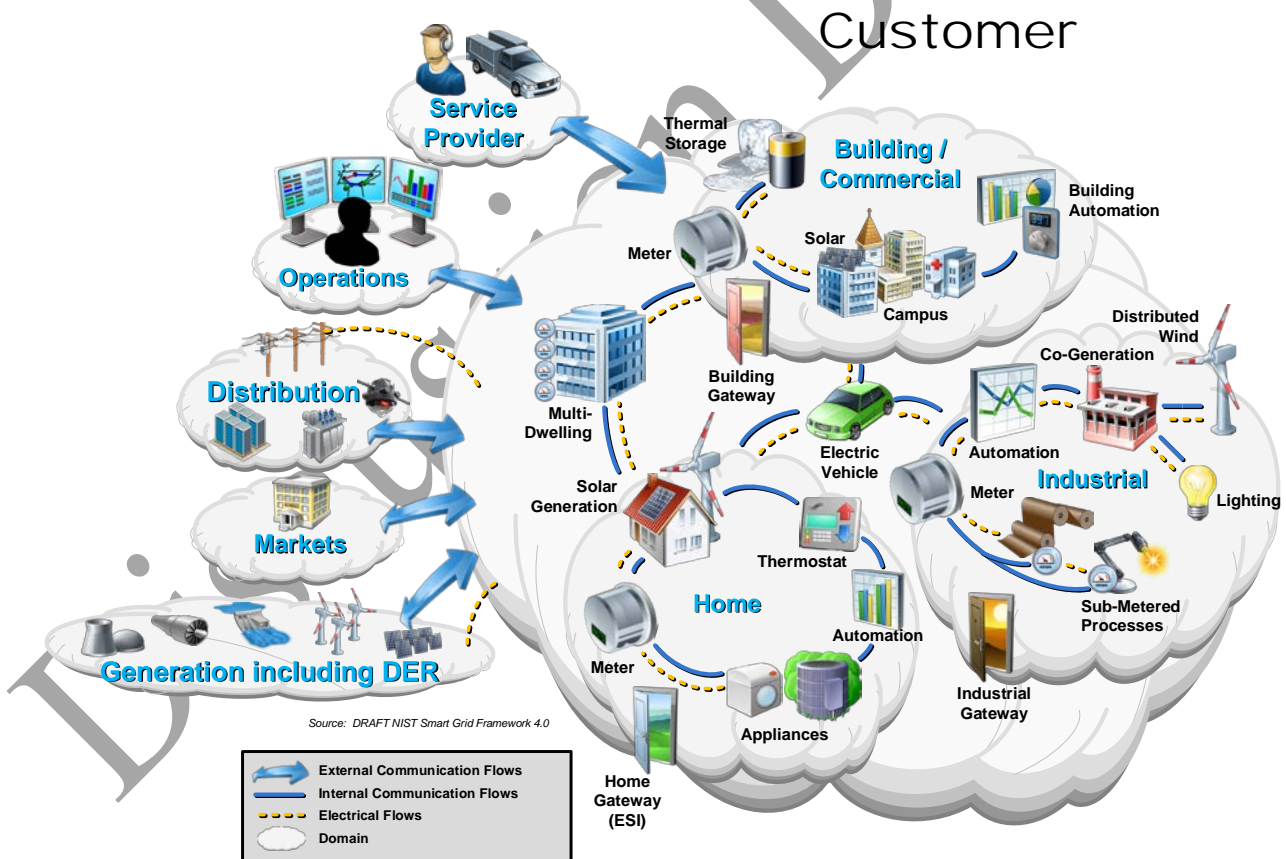 Customer
Service
Provider
Thermal
Storage
Building /
Commercial
Building
Automation
Meter
Solar
Campus
Operations
Distributed
Wind
Co-Generation
Distribution
Building
Gateway
Multi-
Dwelling
Electric
Vehicle
Automation
Industrial
Solar
Generation
Meter
Lighting
Markets
Thermostat
Home
Sub-Metered
Processes
Automation
Generation including DER
Meter
Industrial
Gateway
Source: DRAFT NIST Smart Grid Framework 4.0
Appliances
Home
Gateway
(ESI)
External Communication Flows
Internal Communication Flows
Electrical Flows
Domain